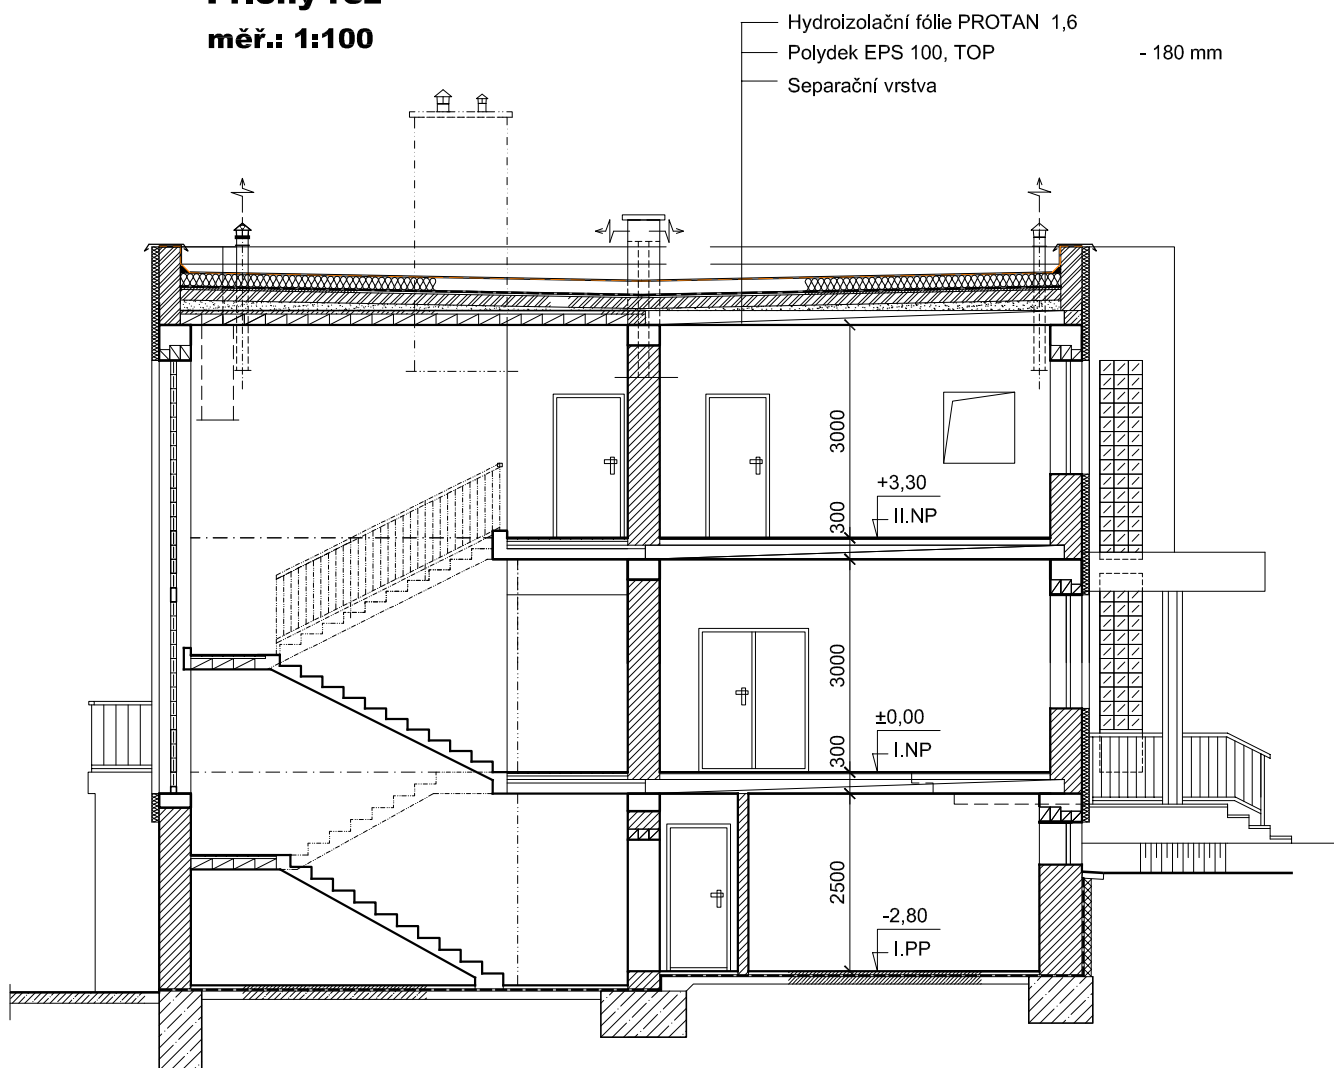 měř.: 1:100
Hydroizolační fólie PROTAN 1,6
Polydek EPS 100, TOP - 180 mm
Separační vrstva
3000
+3,30
II.NP
300
3000
±0,00
I.NP
300
2500
-2,80
I.PP